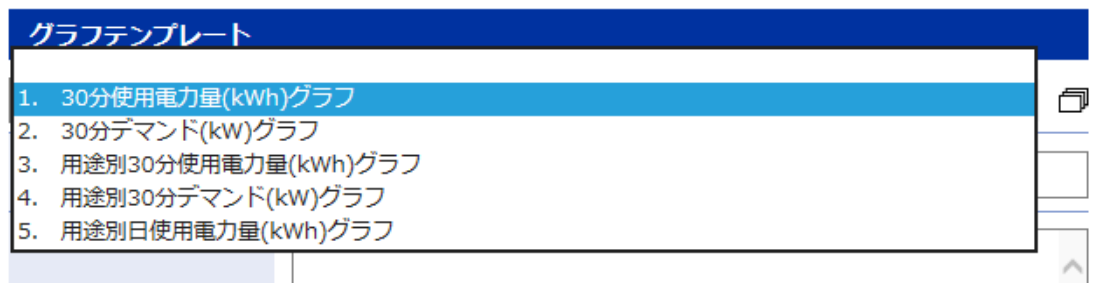 グラフテンプレート
1. 30分使用電力量(kWh)グラフ
2. 30分デマンド(kW)グラフ
3. 用途別30分使用電力量(kWh)グラフ
4. 用途別30分デマンド(kW)グラフ
5. 用途別日使用電力量(kWh)グラフ